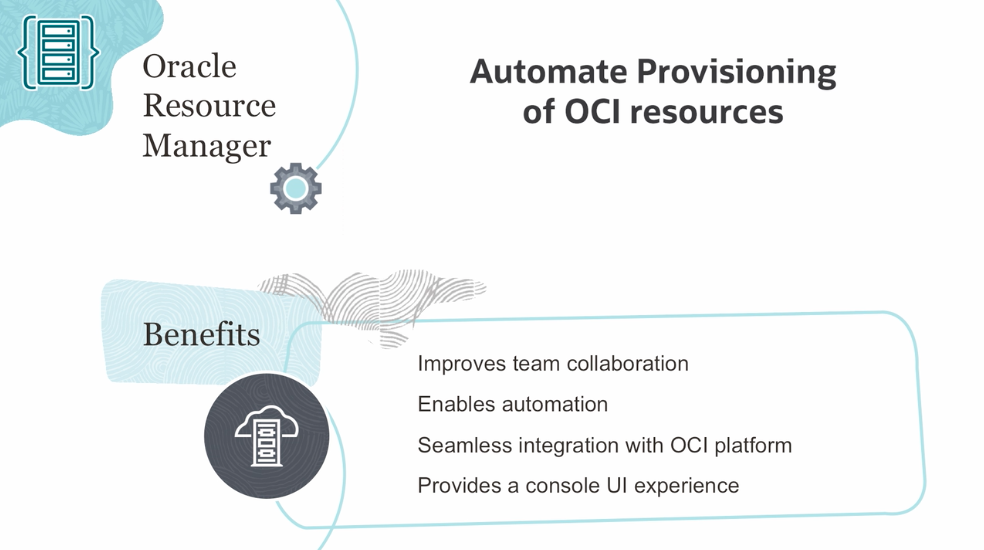 Oracle
Resource
Manager
Automate Provisioning
of OCI resources
Benefits
Improves team collaboration
Enables automation
Seamless integration with OCI platform
Provides a console UI experience